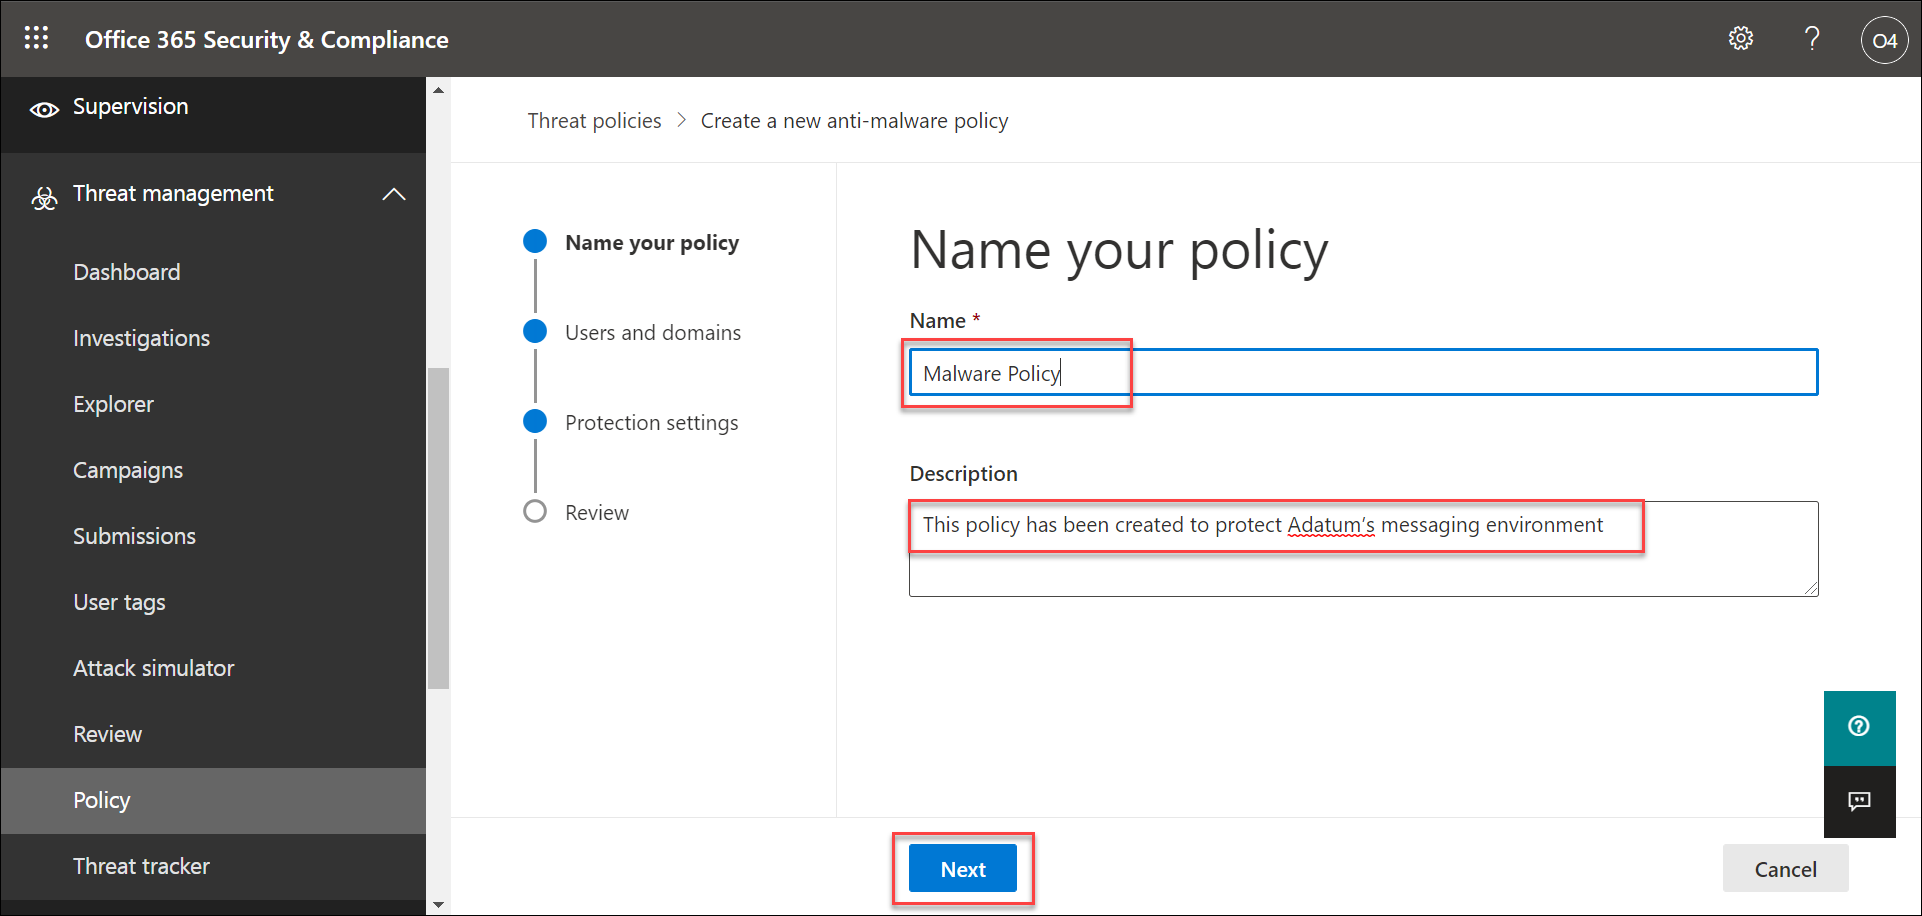 Office 365 Security & Compliance
O4
Supervision
Threat management
Dashboard
Investigations
Explorer
Campaigns
Submissions
User tags
Attack simulator
Review
Policy
Threat tracker
Threat policies > Create a new anti-malware policy
Name your policy
Users and domains
Protection settings
Review
Name your policy
Name *
Malware Policy
Description
This policy has been created to protect Adatum's messaging environment
Next
Cancel